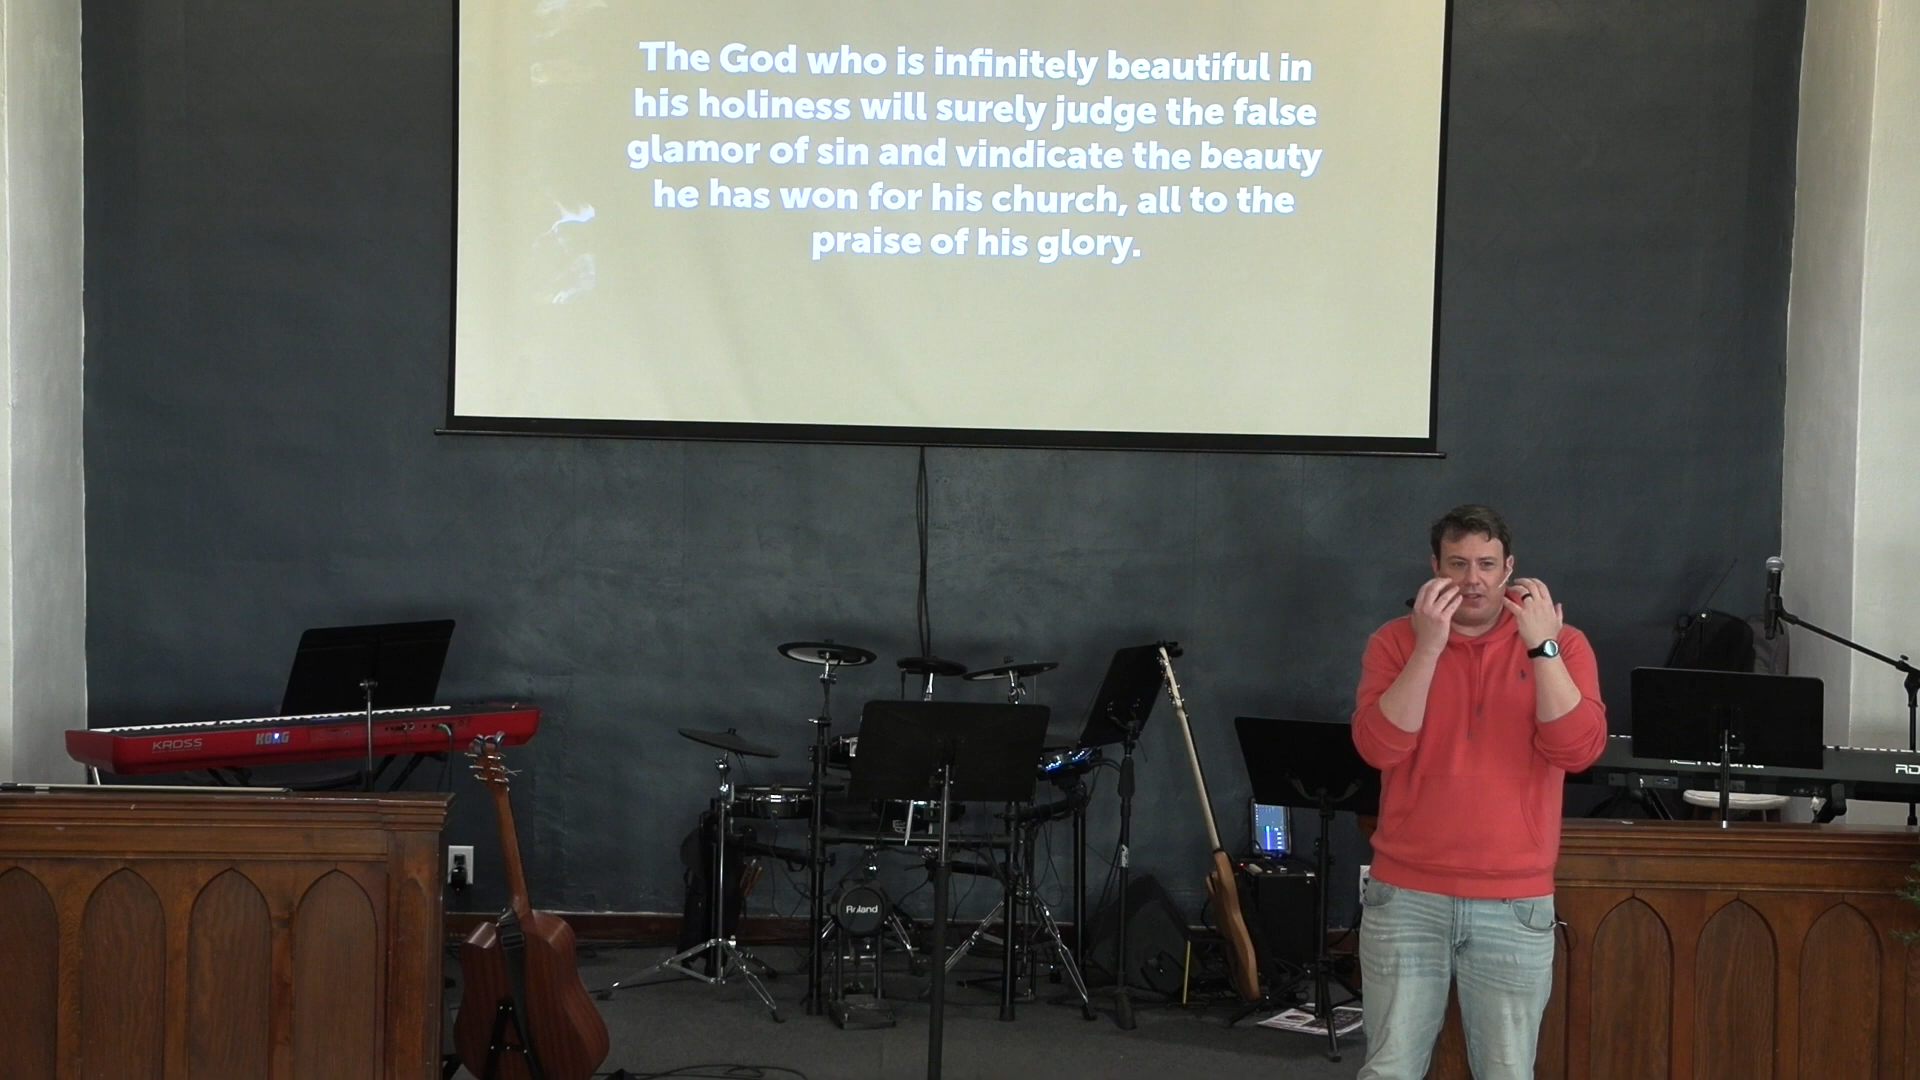 The God who is infinitely beautiful in
his holiness will surely judge the false
glamor of sin and vindicate the beauty
he has won for his church, all to the
praise of his glory.
KROSS
KORG
Roland
RD